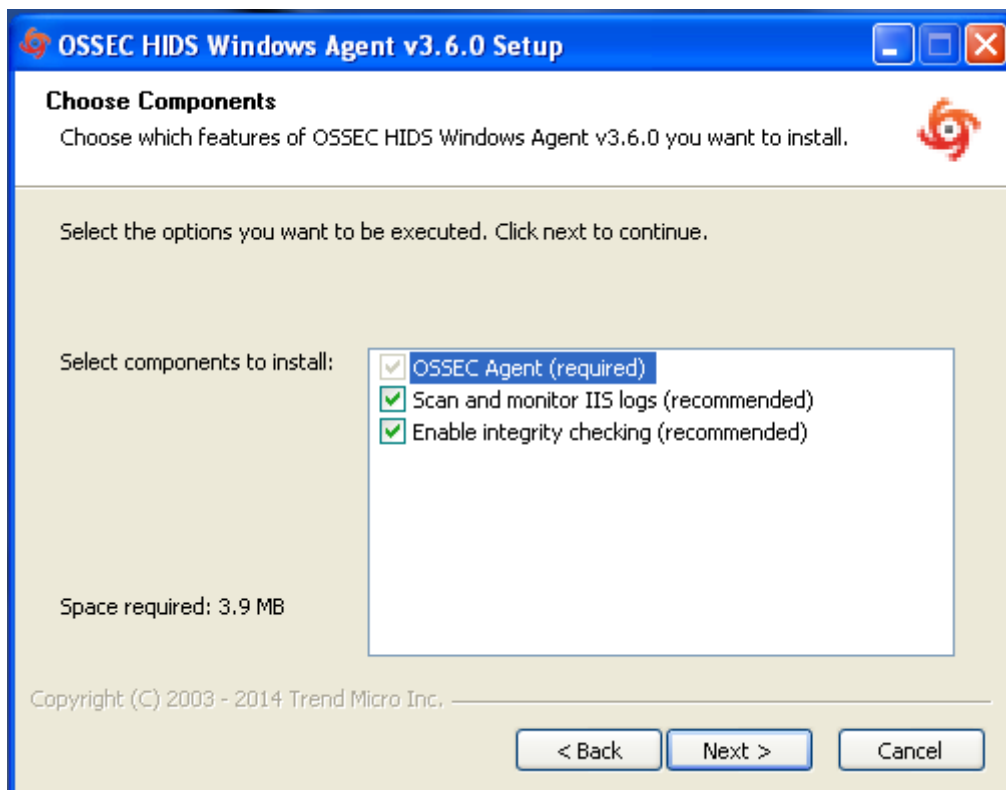 OSSEC HIDS Windows Agent v3.6.0 Setup
Choose Components
Choose which features of OSSEC HIDS Windows Agent v3.6.0 you want to install.
Select the options you want to be executed. Click next to continue.
Select components to install:
OSSEC Agent (required)
Scan and monitor IIS logs (recommended)
Enable integrity checking (recommended)
Space required: 3.9 MB
Copyright (C) 2003 - 2014 Trend Micro Inc.
< Back
Next >
Cancel